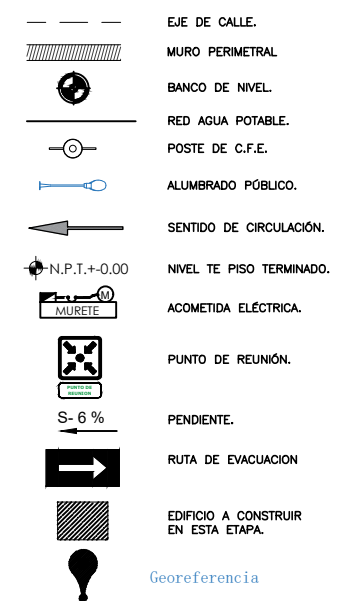 EJE DE CALLE.
MURO PERIMETRAL
BANCO DE NIVEL.
RED AGUA POTABLE.
POSTE DE C.F.E.
ALUMBRADO PÚBLICO.
SENTIDO DE CIRCULACIÓN.
N.P.T.+-0.00 NIVEL TE PISO TERMINADO.
M
MURETE
ACOMETIDA ELÉCTRICA.
PUNTO DE REUNIÓN.
PUNTO DE
REUNION
S- 6 % PENDIENTE.
RUTA DE EVACUACION
EDIFICIO A CONSTRUIR
EN ESTA ETAPA.
Georeferencia